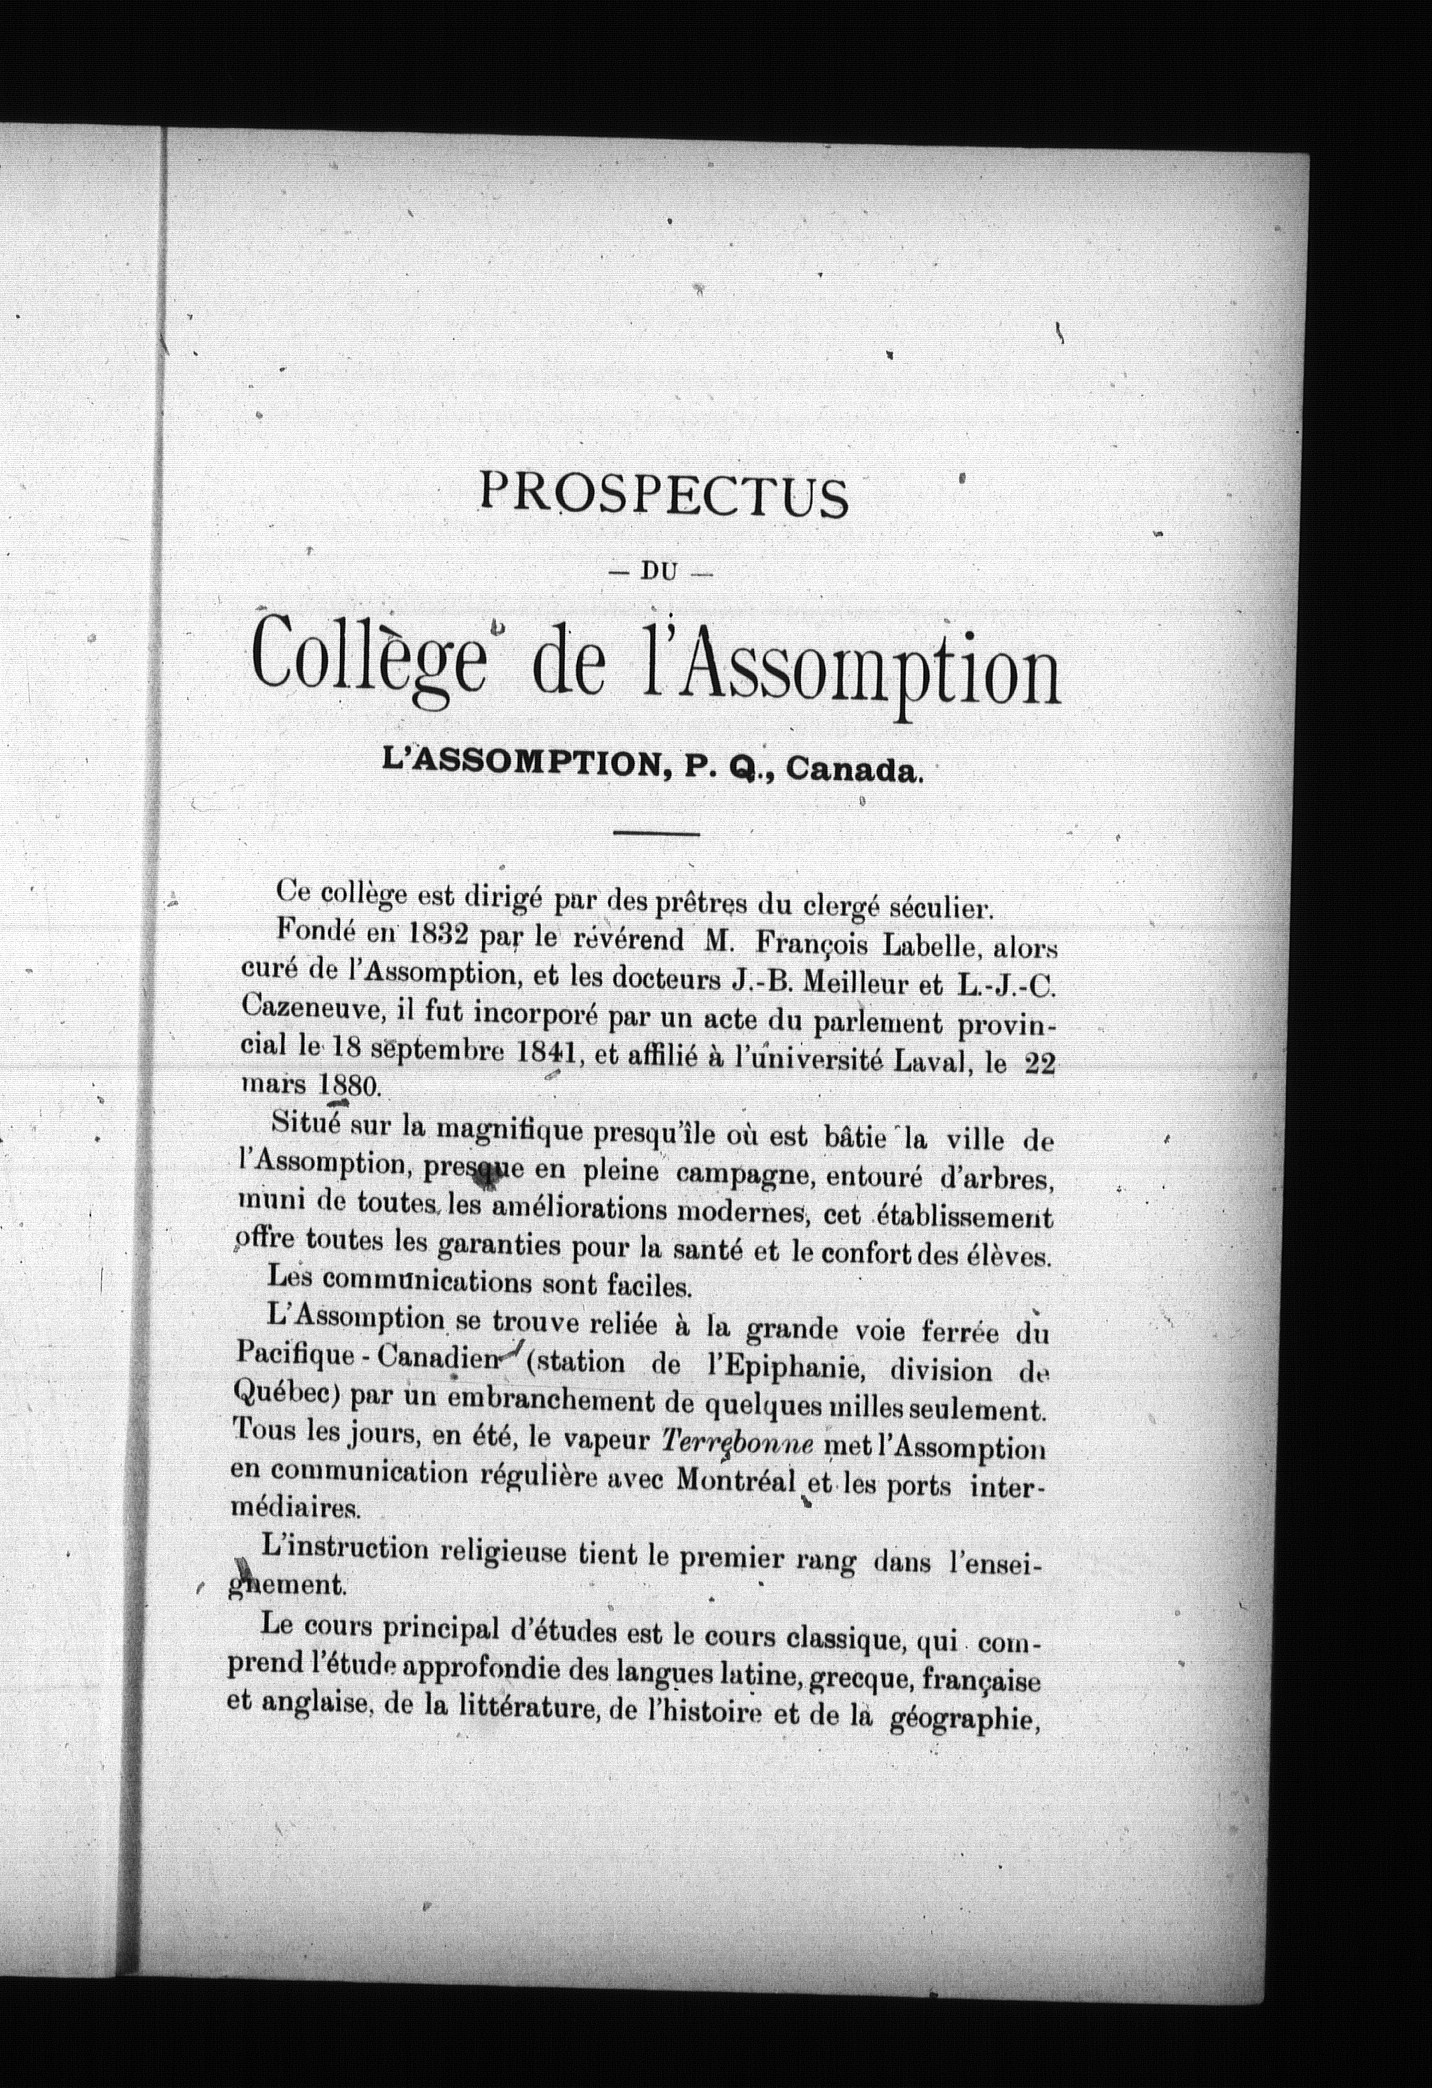 PROSPECTUS
— DU —
Collège de l'Assomption
L'ASSOMPTION, P. Q., Canada.
Ce collège est dirigé par des prêtres du clergé séculier.
Fondé en 1832 par le révérend M. François Labelle, alors
curé de l'Assomption, et les docteurs J.-B. Meilleur et L.-J.-C.
Cazeneuve, il fut incorporé par un acte du parlement provin-
cial le 18 septembre 1841, et affilié à l'université Laval, le 22
mars 1880.
Situé sur la magnifique presqu'île où est bâtie la ville de
l'Assomption, presque en pleine campagne, entouré d'arbres,
muni de toutes les améliorations modernes, cet établissement
offre toutes les garanties pour la santé et le confort des élèves.
Les communications sont faciles.
L'Assomption se trouve reliée à la grande voie ferrée du
Pacifique-Canadien (station de l'Epiphanie, division de
Québec) par un embranchement de quelques milles seulement.
Tous les jours, en été, le vapeur Terrebonne met l'Assomption
en communication régulière avec Montréal et les ports inter-
médiaires.
L'instruction religieuse tient le premier rang dans l'ensei-
gnement.
Le cours principal d'études est le cours classique, qui com-
prend l'étude approfondie des langues latine, grecque, française
et anglaise, de la littérature, de l'histoire et de la géographie,